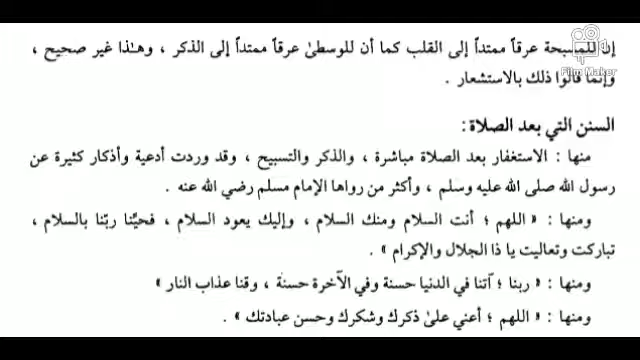 إن للمسبحة عرقاً ممتداً إلى القلب كما أن للوسطىٰ عرقاً ممتداً إلى الذكر ، وهٰذا غير صحيح ،
وإنما قالوا ذلك بالاستشعار .
Film Maker
السنن التي بعد الصلاة :
منها : الاستغفار بعد الصلاة مباشرة ، والذكر والتسبيح ، وقد وردت أدعية وأذكار كثيرة عن
رسول الله صلى الله عليه وسلم ، وأكثر من رواها الإمام مسلم رضي الله عنه .
ومنها : « اللهم ؛ أنت السلام ومنك السلام ، وإليك يعود السلام ، فحيِّنا ربّنا بالسلام ،
تباركت وتعاليت يا ذا الجلال والإكرام » .
ومنها : « ربنا ؛ آتنا في الدنيا حسنة وفي الآخرة حسنة ، وقنا عذاب النار »
ومنها : « اللهم ؛ أعني علىٰ ذكرك وشكرك وحسن عبادتك » .